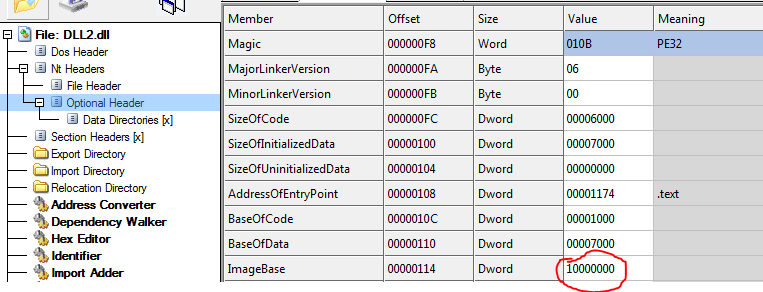 File: DLL2.dll
Dos Header
Nt Headers
File Header
Optional Header
Data Directories [x]
Section Headers [x]
Export Directory
Import Directory
Relocation Directory
Address Converter
Dependency Walker
Hex Editor
Identifier
Import Adder
Member Offset Size Value Meaning
Magic 000000F8 Word 010B PE32
MajorLinkerVersion 000000FA Byte 06
MinorLinkerVersion 000000FB Byte 00
SizeOfCode 000000FC Dword 00006000
SizeOfInitializedData 00000100 Dword 00007000
SizeOfUninitializedData 00000104 Dword 00000000
AddressOfEntryPoint 00000108 Dword 00001174 .text
BaseOfCode 0000010C Dword 00001000
BaseOfData 00000110 Dword 00007000
ImageBase 00000114 Dword 10000000